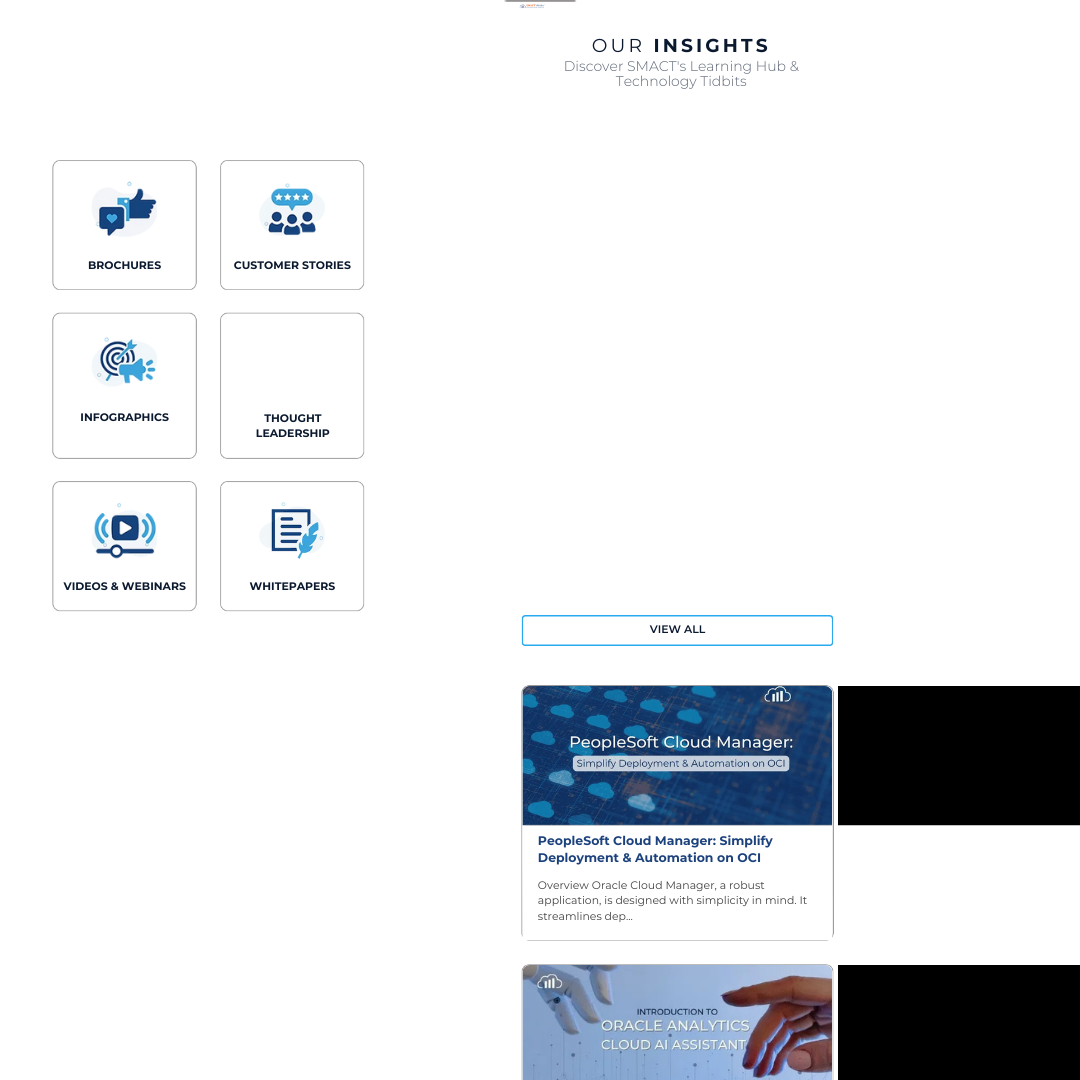 OUR INSIGHTS
Discover SMACT's Learning Hub &
Technology Tidbits
BROCHURES
CUSTOMER STORIES
INFOGRAPHICS
THOUGHT
LEADERSHIP
VIDEOS & WEBINARS
WHITEPAPERS
VIEW ALL
PeopleSoft Cloud Manager:
Simplify Deployment & Automation on OCI
PeopleSoft Cloud Manager: Simplify
Deployment & Automation on OCI
Overview Oracle Cloud Manager, a robust
application, is designed with simplicity in mind. It
streamlines dep...
INTRODUCTION TO
ORACLE ANALYTICS
CLOUD AI ASSISTANT